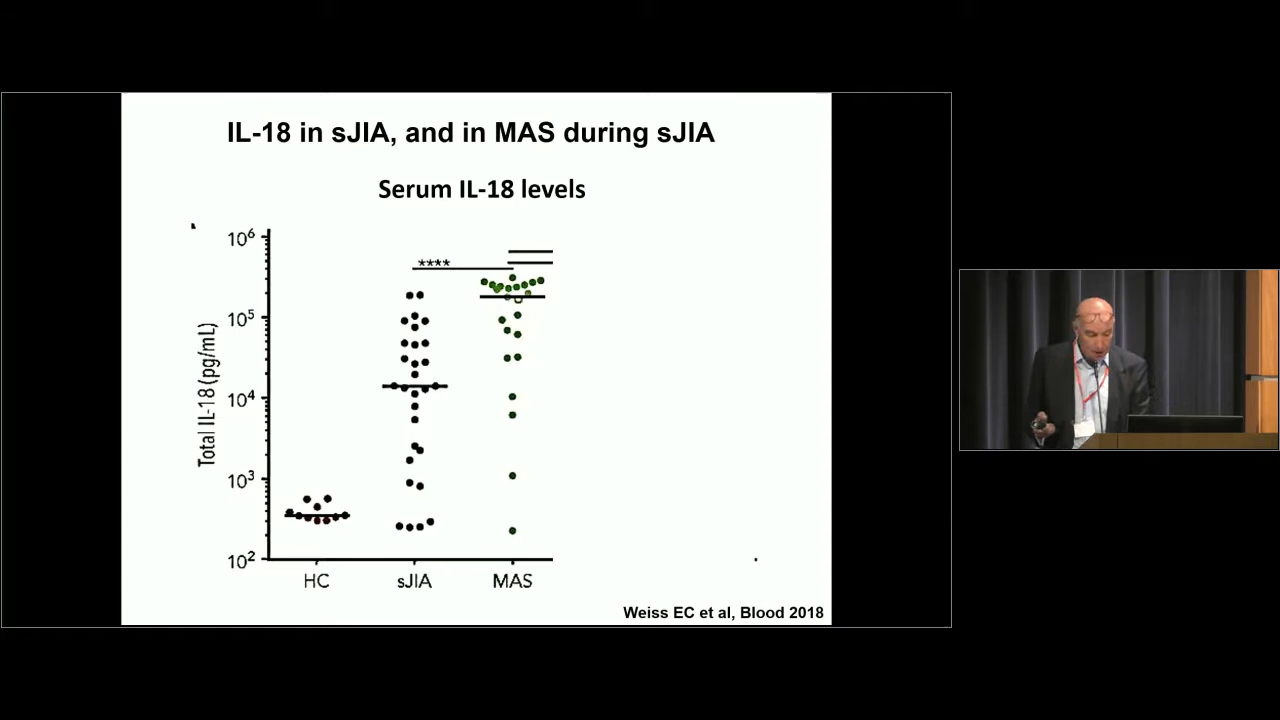 IL-18 in sJIA, and in MAS during sJIA
Serum IL-18 levels
Total IL-18 (pg/mL)
10⁶
10⁵
10⁴
10³
10²
****
HC
sJIA
MAS
Weiss EC et al, Blood 2018